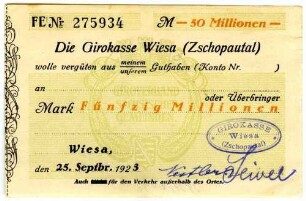 FE № 275934 M — 50 Millionen —
Die Girokasse Wiesa (Zschopautal)
wolle vergüten aus meinem unserem Guthaben (Konto Nr. )
an
oder Überbringer
Mark Fünfzig Millionen
GIROKASSE
Wiesa
(Zschopautal)
Wiesa,
den 25. Septbr. 1923
Auch für den Verkehr außerhalb des Ortes.